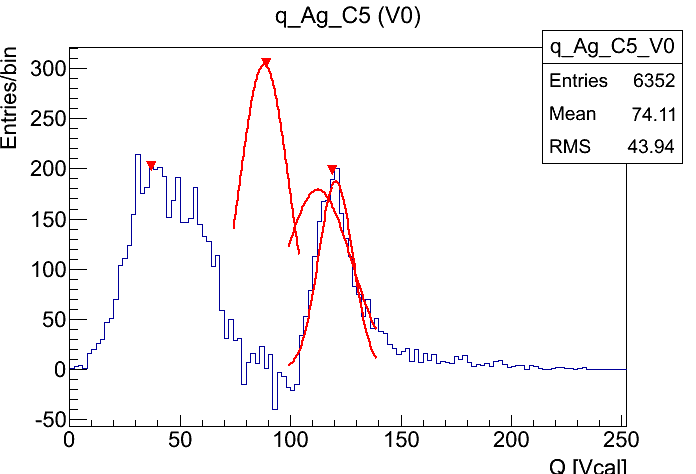 q_Ag_C5 (V0)
q_Ag_C5_V0
Entries 6352
Mean 74.11
RMS 43.94
Entries/bin
300
250
200
150
100
50
0
-50
0 50 100 150 200 250
Q [Vcal]